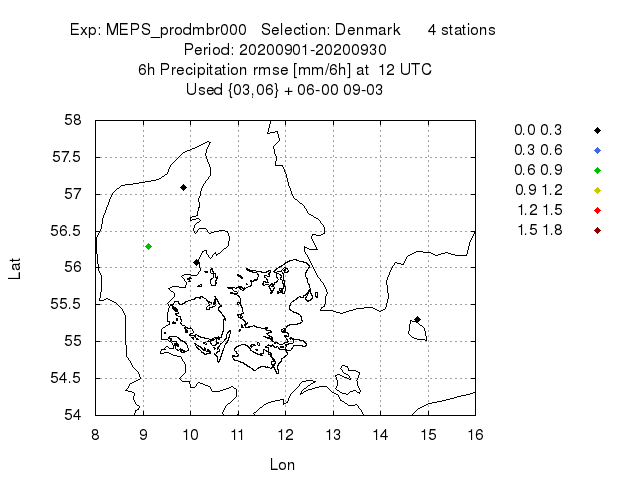 Exp: MEPS_prodmbr000 Selection: Denmark 4 stations
Period: 20200901-20200930
6h Precipitation rmse [mm/6h] at 12 UTC
Used {03,06} + 06-00 09-03
58
57.5
57
56.5
56
55.5
55
54.5
54
Lat
8 9 10 11 12 13 14 15 16
Lon
0.0 0.3
0.3 0.6
0.6 0.9
0.9 1.2
1.2 1.5
1.5 1.8